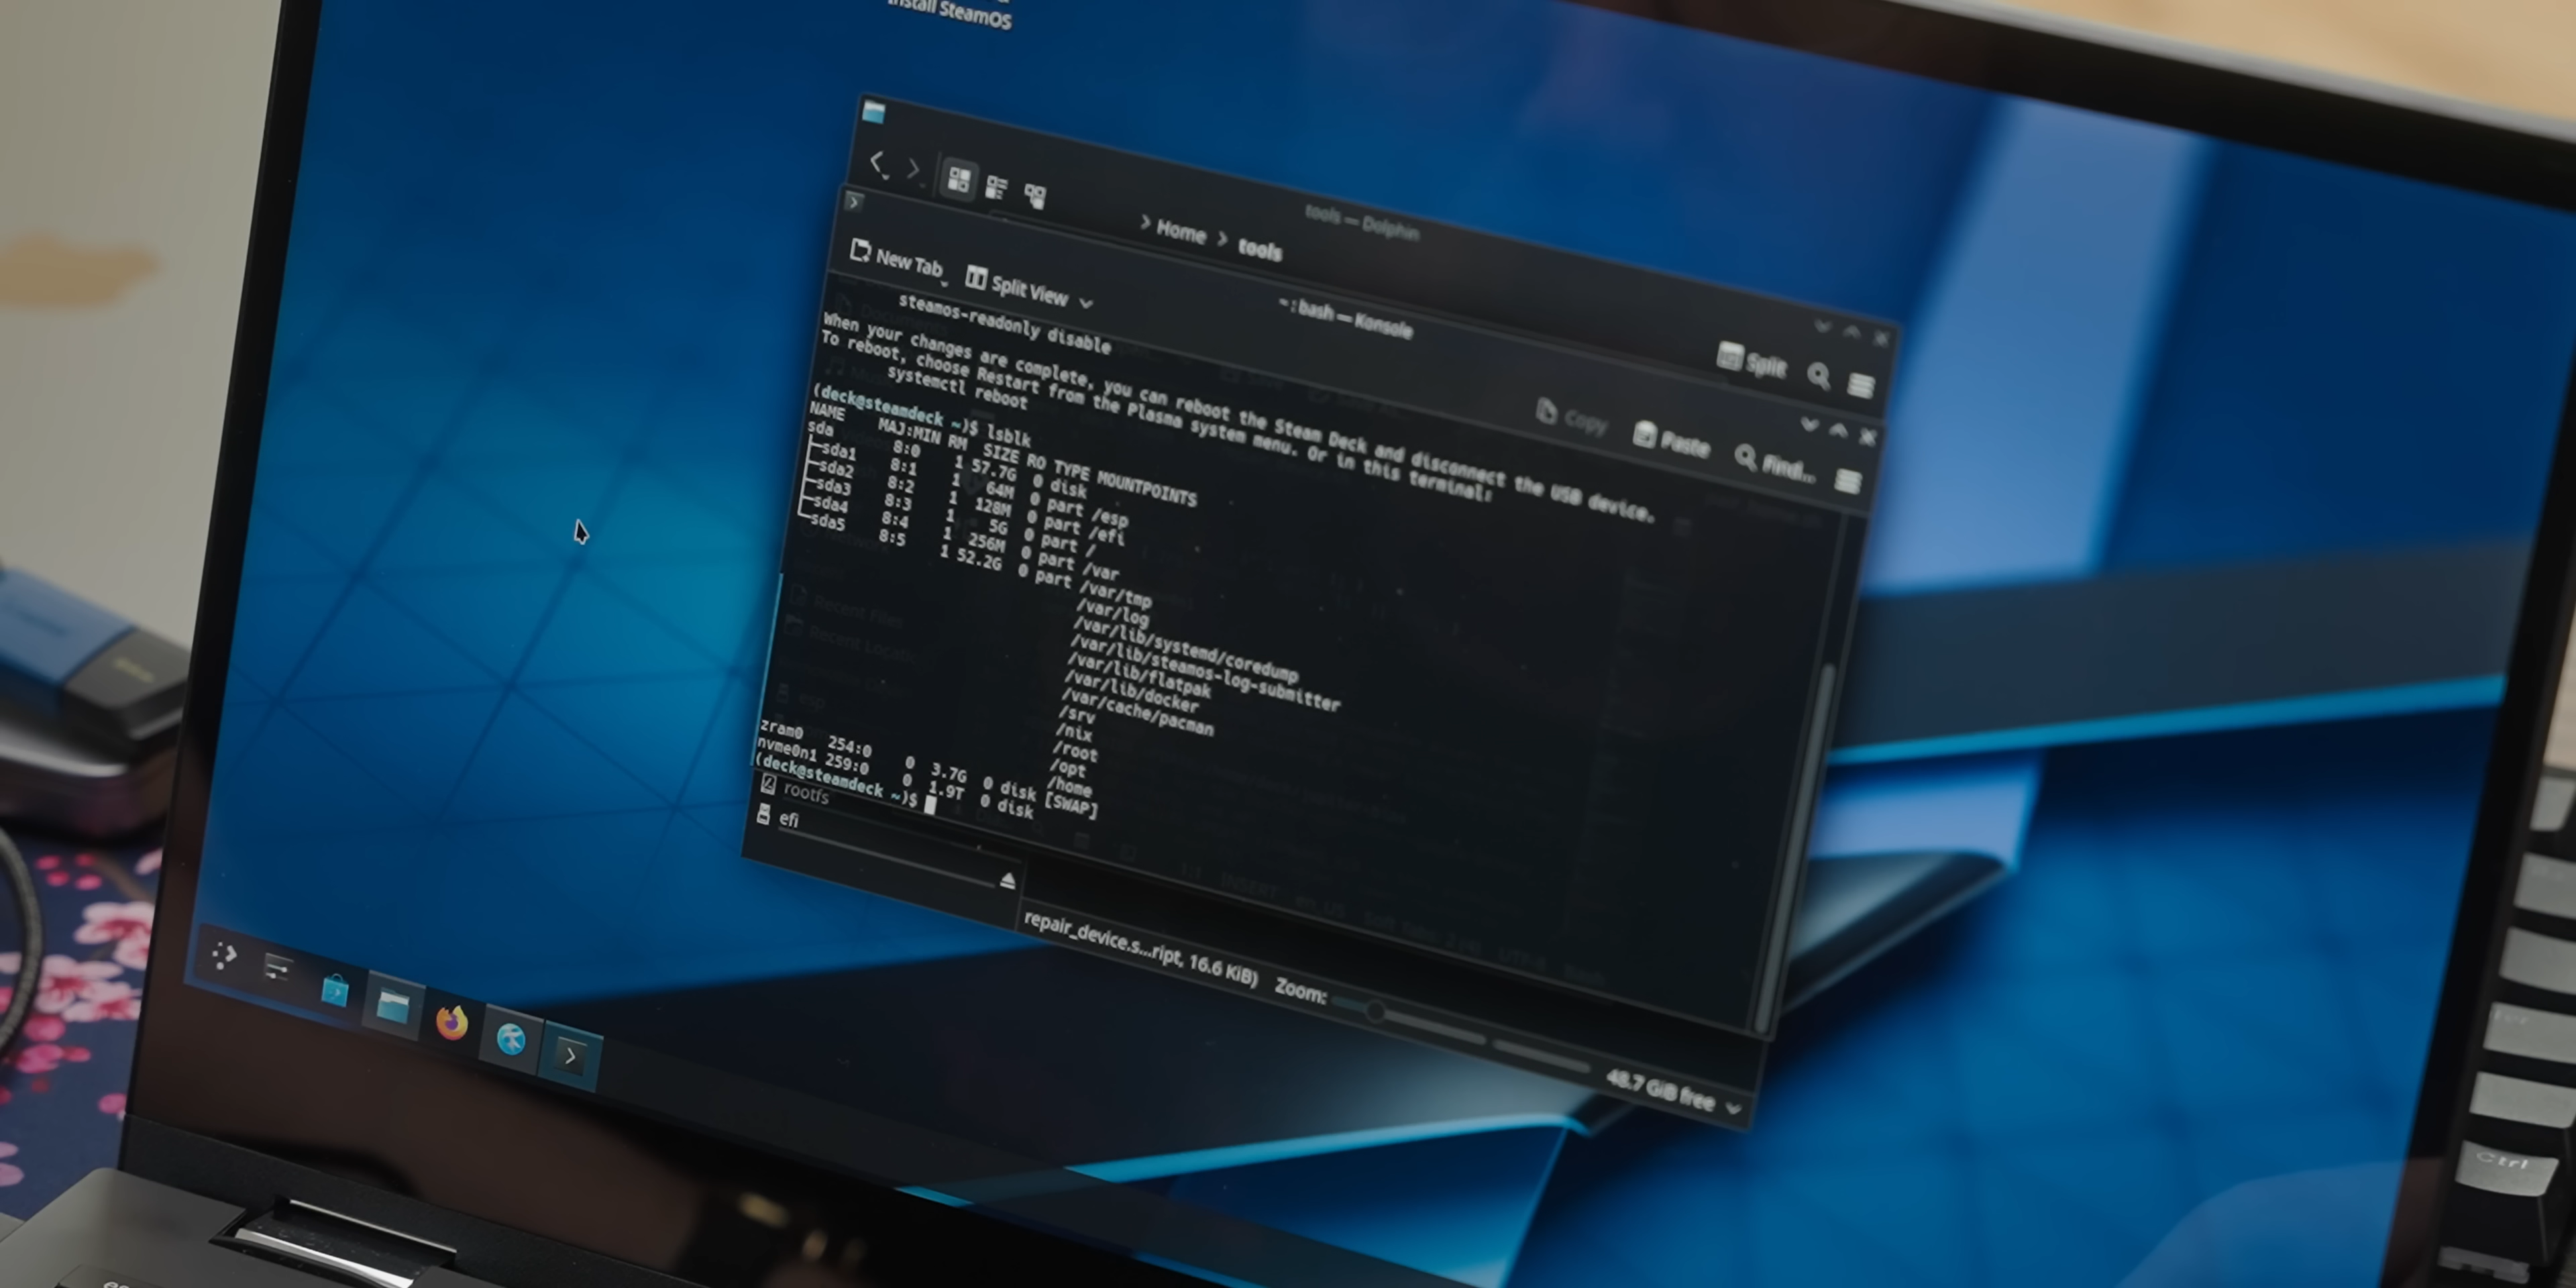 Install SteamOS
tools — Dolphin
Home
tools
Split
~ : bash — Konsole
New Tab
Split View
Copy
Paste
Find...
steamos-readonly disable
When your changes are complete, you can reboot the Steam Deck and disconnect the USB device.
To reboot, choose Restart from the Plasma system menu. Or in this terminal:
systemctl reboot
(deck@steamdeck ~)$ lsblk
NAME MAJ:MIN RM SIZE RO TYPE MOUNTPOINTS
sda 8:0 1 57.7G 0 disk
├─sda1 8:1 1 64M 0 part /esp
├─sda2 8:2 1 128M 0 part /efi
├─sda3 8:3 1 5G 0 part /
├─sda4 8:4 1 256M 0 part /var
└─sda5 8:5 1 52.2G 0 part /var/tmp
/var/log
/var/lib/systemd/coredump
/var/lib/steamos-log-submitter
/var/lib/flatpak
/var/lib/docker
/var/cache/pacman
/srv
/nix
/root
/opt
/home
zram0 254:0 0 3.7G 0 disk [SWAP]
nvme0n1 259:0 0 1.9T 0 disk
(deck@steamdeck ~)$
Recent Files
rootfs
efi
repair_device.s...ript, 16.6 KiB)
Zoom:
48.7 GiB free
Ctrl